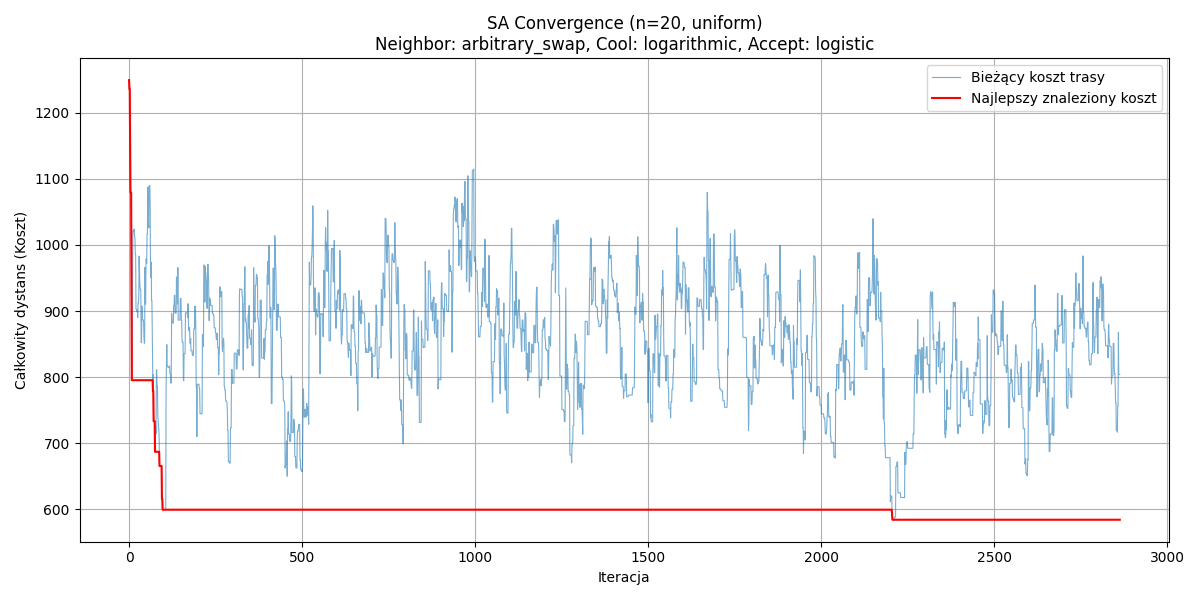 SA Convergence (n=20, uniform)
Neighbor: arbitrary_swap, Cool: logarithmic, Accept: logistic
Bieżący koszt trasy
Najlepszy znaleziony koszt
Całkowity dystans (Koszt)
1200
1100
1000
900
800
700
600
0
500
1000
1500
2000
2500
3000
Iteracja